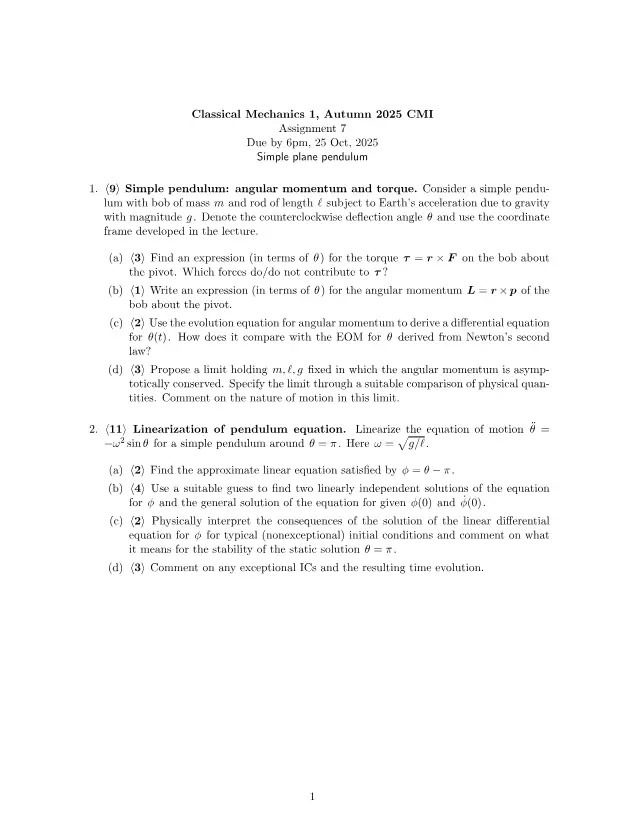 Classical Mechanics 1, Autumn 2025 CMI
Assignment 7
Due by 6pm, 25 Oct, 2025
Simple plane pendulum
1. ⟨9⟩ Simple pendulum: angular momentum and torque. Consider a simple pendu-
lum with bob of mass m and rod of length ℓ subject to Earth's acceleration due to gravity
with magnitude g. Denote the counterclockwise deflection angle θ and use the coordinate
frame developed in the lecture.
(a) ⟨3⟩ Find an expression (in terms of θ) for the torque τ = r × F on the bob about
the pivot. Which forces do/do not contribute to τ?
(b) ⟨1⟩ Write an expression (in terms of θ) for the angular momentum L = r × p of the
bob about the pivot.
(c) ⟨2⟩ Use the evolution equation for angular momentum to derive a differential equation
for θ(t). How does it compare with the EOM for θ derived from Newton's second
law?
(d) ⟨3⟩ Propose a limit holding m, ℓ, g fixed in which the angular momentum is asymp-
totically conserved. Specify the limit through a suitable comparison of physical quan-
tities. Comment on the nature of motion in this limit.
2. ⟨11⟩ Linearization of pendulum equation. Linearize the equation of motion θ̈ =
−ω² sin θ for a simple pendulum around θ = π. Here ω = √(g/ℓ).
(a) ⟨2⟩ Find the approximate linear equation satisfied by ϕ = θ − π.
(b) ⟨4⟩ Use a suitable guess to find two linearly independent solutions of the equation
for ϕ and the general solution of the equation for given ϕ(0) and ϕ̇(0).
(c) ⟨2⟩ Physically interpret the consequences of the solution of the linear differential
equation for ϕ for typical (nonexceptional) initial conditions and comment on what
it means for the stability of the static solution θ = π.
(d) ⟨3⟩ Comment on any exceptional ICs and the resulting time evolution.
1